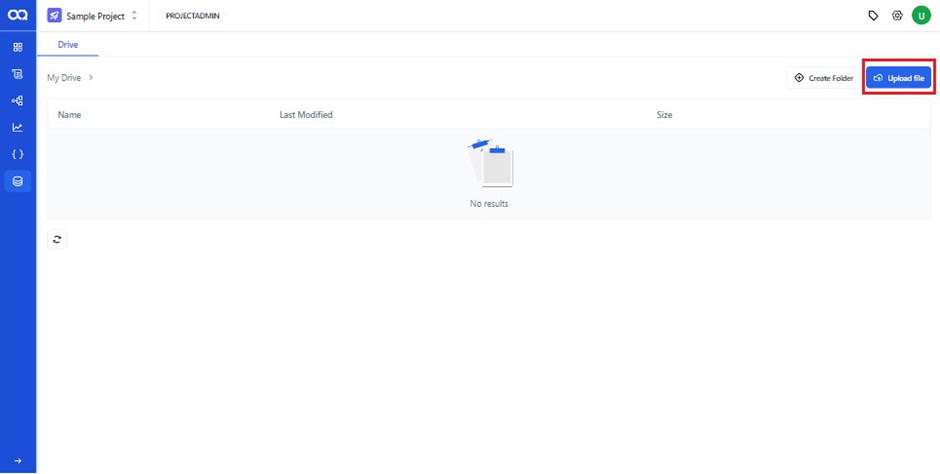 Sample Project PROJECTADMIN U
Drive
My Drive Create Folder Upload file
Name Last Modified Size
No results